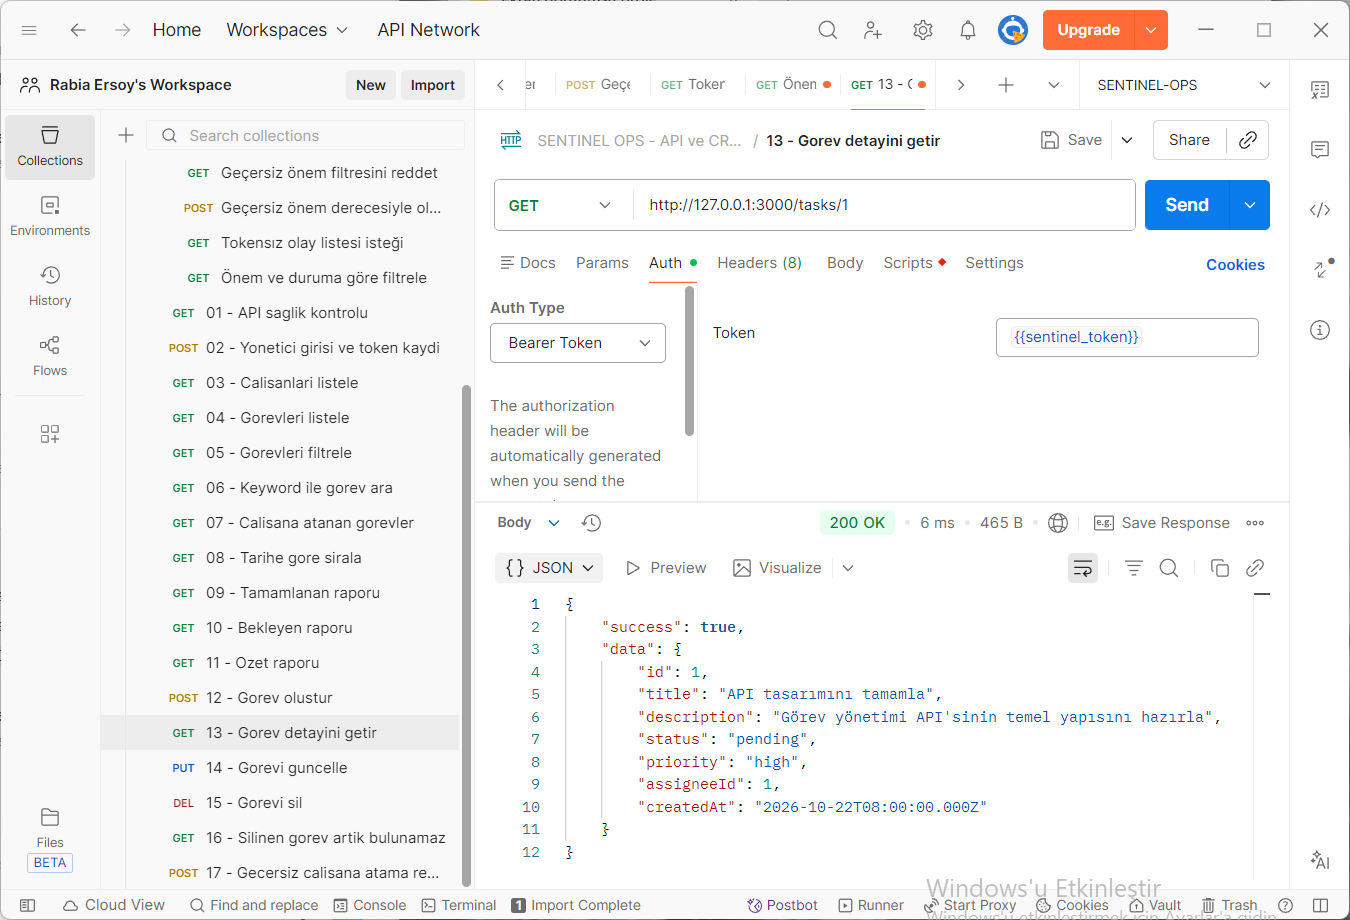 Home Workspaces API Network Upgrade
Rabia Ersoy's Workspace New Import
POST Geçe GET Token GET Önen GET 13 - G SENTINEL-OPS
Collections
Environments
History
Flows
Files
BETA
Search collections
GET Geçersiz önem filtresini reddet
POST Geçersiz önem derecesiyle ol...
GET Tokensız olay listesi isteği
GET Önem ve duruma göre filtrele
GET 01 - API saglik kontrolu
POST 02 - Yonetici girisi ve token kaydi
GET 03 - Calisanlari listele
GET 04 - Gorevleri listele
GET 05 - Gorevleri filtrele
GET 06 - Keyword ile gorev ara
GET 07 - Calisana atanan gorevler
GET 08 - Tarihe gore sirala
GET 09 - Tamamlanan raporu
GET 10 - Bekleyen raporu
GET 11 - Ozet raporu
POST 12 - Gorev olustur
GET 13 - Gorev detayini getir
PUT 14 - Gorevi guncelle
DEL 15 - Gorevi sil
GET 16 - Silinen gorev artik bulunamaz
POST 17 - Gecersiz calisana atama re...
HTTP SENTINEL OPS - API ve CR... / 13 - Gorev detayini getir Save Share
GET http://127.0.0.1:3000/tasks/1 Send
Docs Params Auth Headers (8) Body Scripts Settings Cookies
Auth Type
Bearer Token
The authorization
header will be
automatically generated
when you send the
Token {{sentinel_token}}
Body 200 OK 6 ms 465 B e.g. Save Response
{} JSON Preview Visualize
1 {
2 "success": true,
3 "data": {
4 "id": 1,
5 "title": "API tasarımını tamamla",
6 "description": "Görev yönetimi API'sinin temel yapısını hazırla",
7 "status": "pending",
8 "priority": "high",
9 "assigneeId": 1,
10 "createdAt": "2026-10-22T08:00:00.000Z"
11 }
12 }
AI
Windows'u Etkinleştir
Windows'u etkinleştirmek için Ayarlar'a gidin
Cloud View Find and replace Console Terminal 1 Import Complete Postbot Runner Start Proxy Cookies Vault Trash